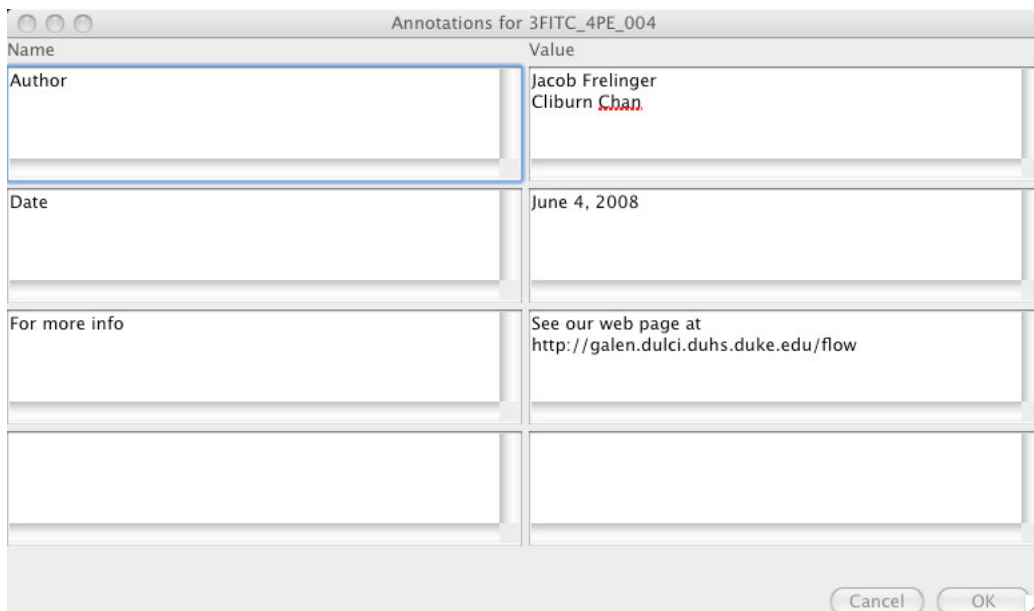 Annotations for 3FITC_4PE_004
Name Value
Author Jacob Frelinger
Cliburn Chan
Date June 4, 2008
For more info See our web page at
http://galen.dulci.duhs.duke.edu/flow
Cancel OK